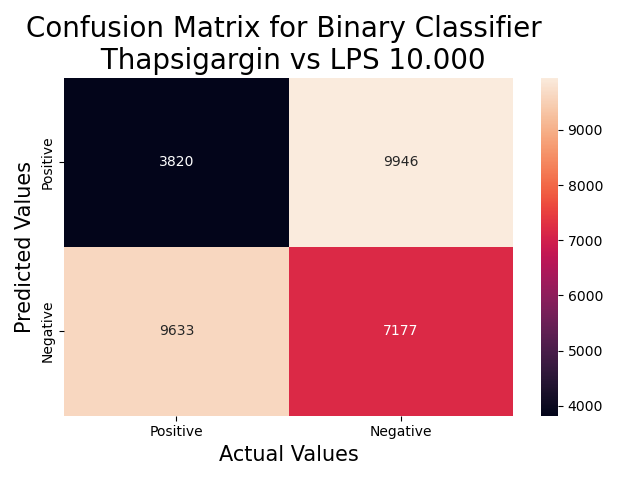 Confusion Matrix for Binary Classifier
Thapsigargin vs LPS 10.000
Predicted Values
Positive
Negative
3820
9946
9633
7177
Positive
Negative
Actual Values
9000
8000
7000
6000
5000
4000